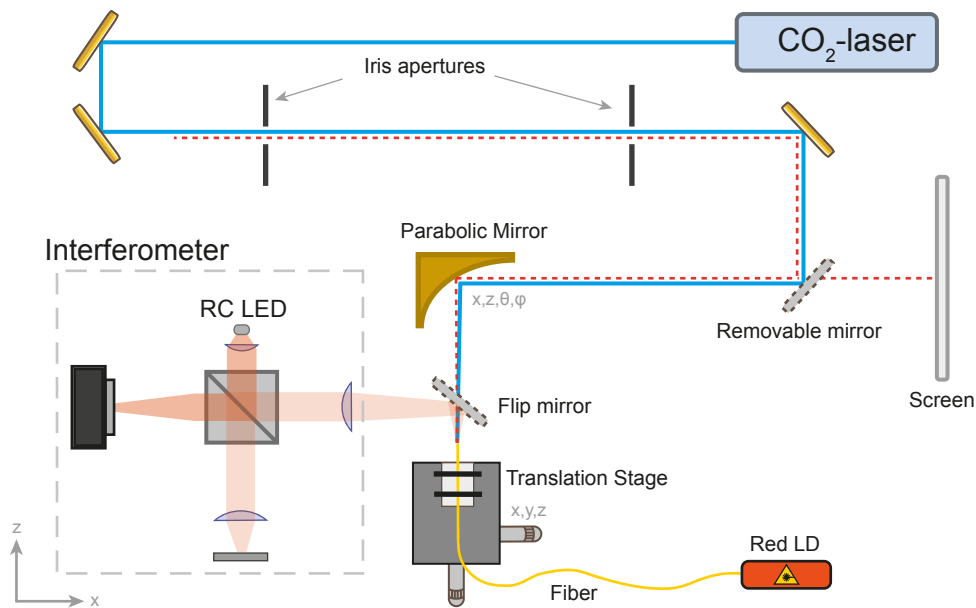 CO₂-laser
Iris apertures
Parabolic Mirror
Interferometer
x,z,θ,φ
RC LED
Removable mirror
Flip mirror
Screen
Translation Stage
x,y,z
z
Red LD
Fiber
x